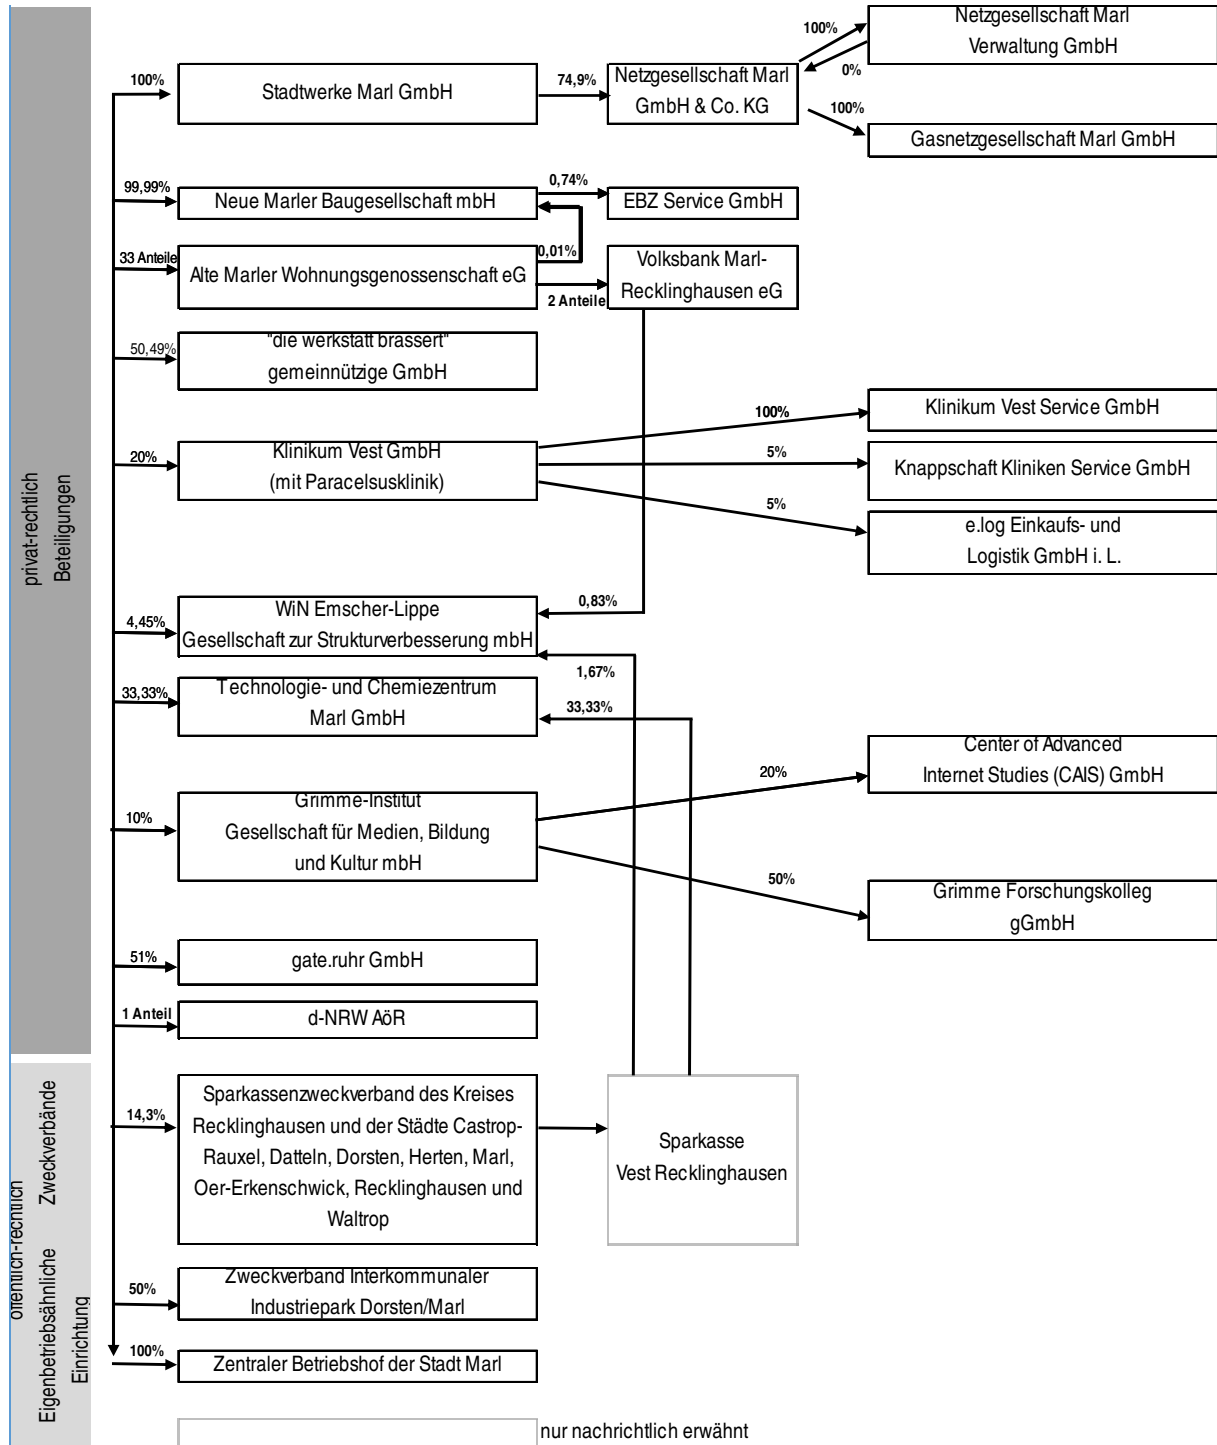 privat-rechtlich
Beteiligungen
öffentlich-rechtlich
Zweckverbände
Eigenbetriebsähnliche
Einrichtung
100%
Stadtwerke Marl GmbH
74,9%
Netzgesellschaft Marl
GmbH & Co. KG
100%
Netzgesellschaft Marl
Verwaltung GmbH
0%
100%
Gasnetzgesellschaft Marl GmbH
99,99%
Neue Marler Baugesellschaft mbH
0,74%
EBZ Service GmbH
33 Anteile
Alte Marler Wohnungsgenossenschaft eG
0,01%
2 Anteile
Volksbank Marl-
Recklinghausen eG
50,49%
"die werkstatt brassert"
gemeinnützige GmbH
20%
Klinikum Vest GmbH
(mit Paracelsusklinik)
100%
Klinikum Vest Service GmbH
5%
Knappschaft Kliniken Service GmbH
5%
e.log Einkaufs- und
Logistik GmbH i. L.
4,45%
WiN Emscher-Lippe
Gesellschaft zur Strukturverbesserung mbH
0,83%
1,67%
33,33%
Technologie- und Chemiezentrum
Marl GmbH
33,33%
10%
Grimme-Institut
Gesellschaft für Medien, Bildung
und Kultur mbH
20%
Center of Advanced
Internet Studies (CAIS) GmbH
50%
Grimme Forschungskolleg
gGmbH
51%
gate.ruhr GmbH
1 Anteil
d-NRW AöR
14,3%
Sparkassenzweckverband des Kreises
Recklinghausen und der Städte Castrop-
Rauxel, Datteln, Dorsten, Herten, Marl,
Oer-Erkenschwick, Recklinghausen und
Waltrop
Sparkasse
Vest Recklinghausen
50%
Zweckverband Interkommunaler
Industriepark Dorsten/Marl
100%
Zentraler Betriebshof der Stadt Marl
nur nachrichtlich erwähnt